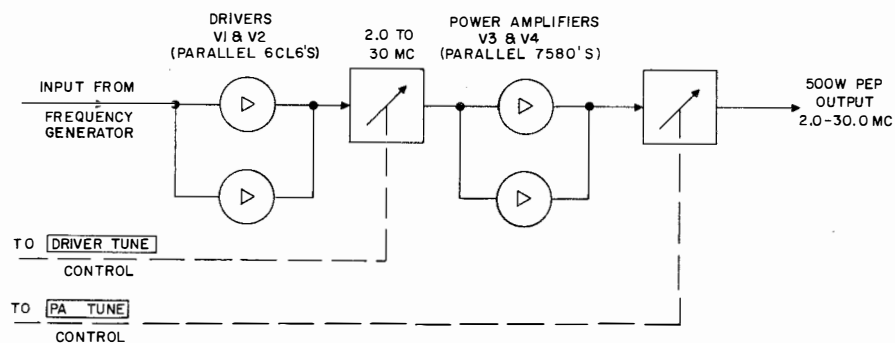 DRIVERS
V1 & V2
(PARALLEL 6CL6'S)
2.0 TO
30 MC
POWER AMPLIFIERS
V3 & V4
(PARALLEL 7580'S)
INPUT FROM
FREQUENCY
GENERATOR
500W PEP
OUTPUT
2.0-30.0 MC
TO DRIVER TUNE
CONTROL
TO PA TUNE
CONTROL